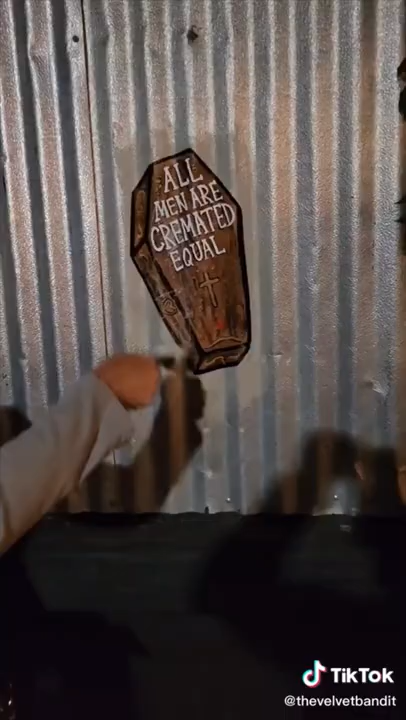 ALL
MEN ARE
CREMATED
EQUAL
TikTok
@thevelvetbandit